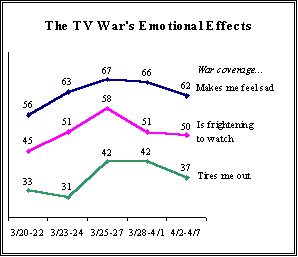 The TV War's Emotional Effects
War coverage...
56 63 67 66 62
Makes me feel sad
45 51 58 51 50
Is frightening
to watch
33 31 42 42 37
Tires me out
3/20-22 3/23-24 3/25-27 3/28-4/1 4/2-4/7